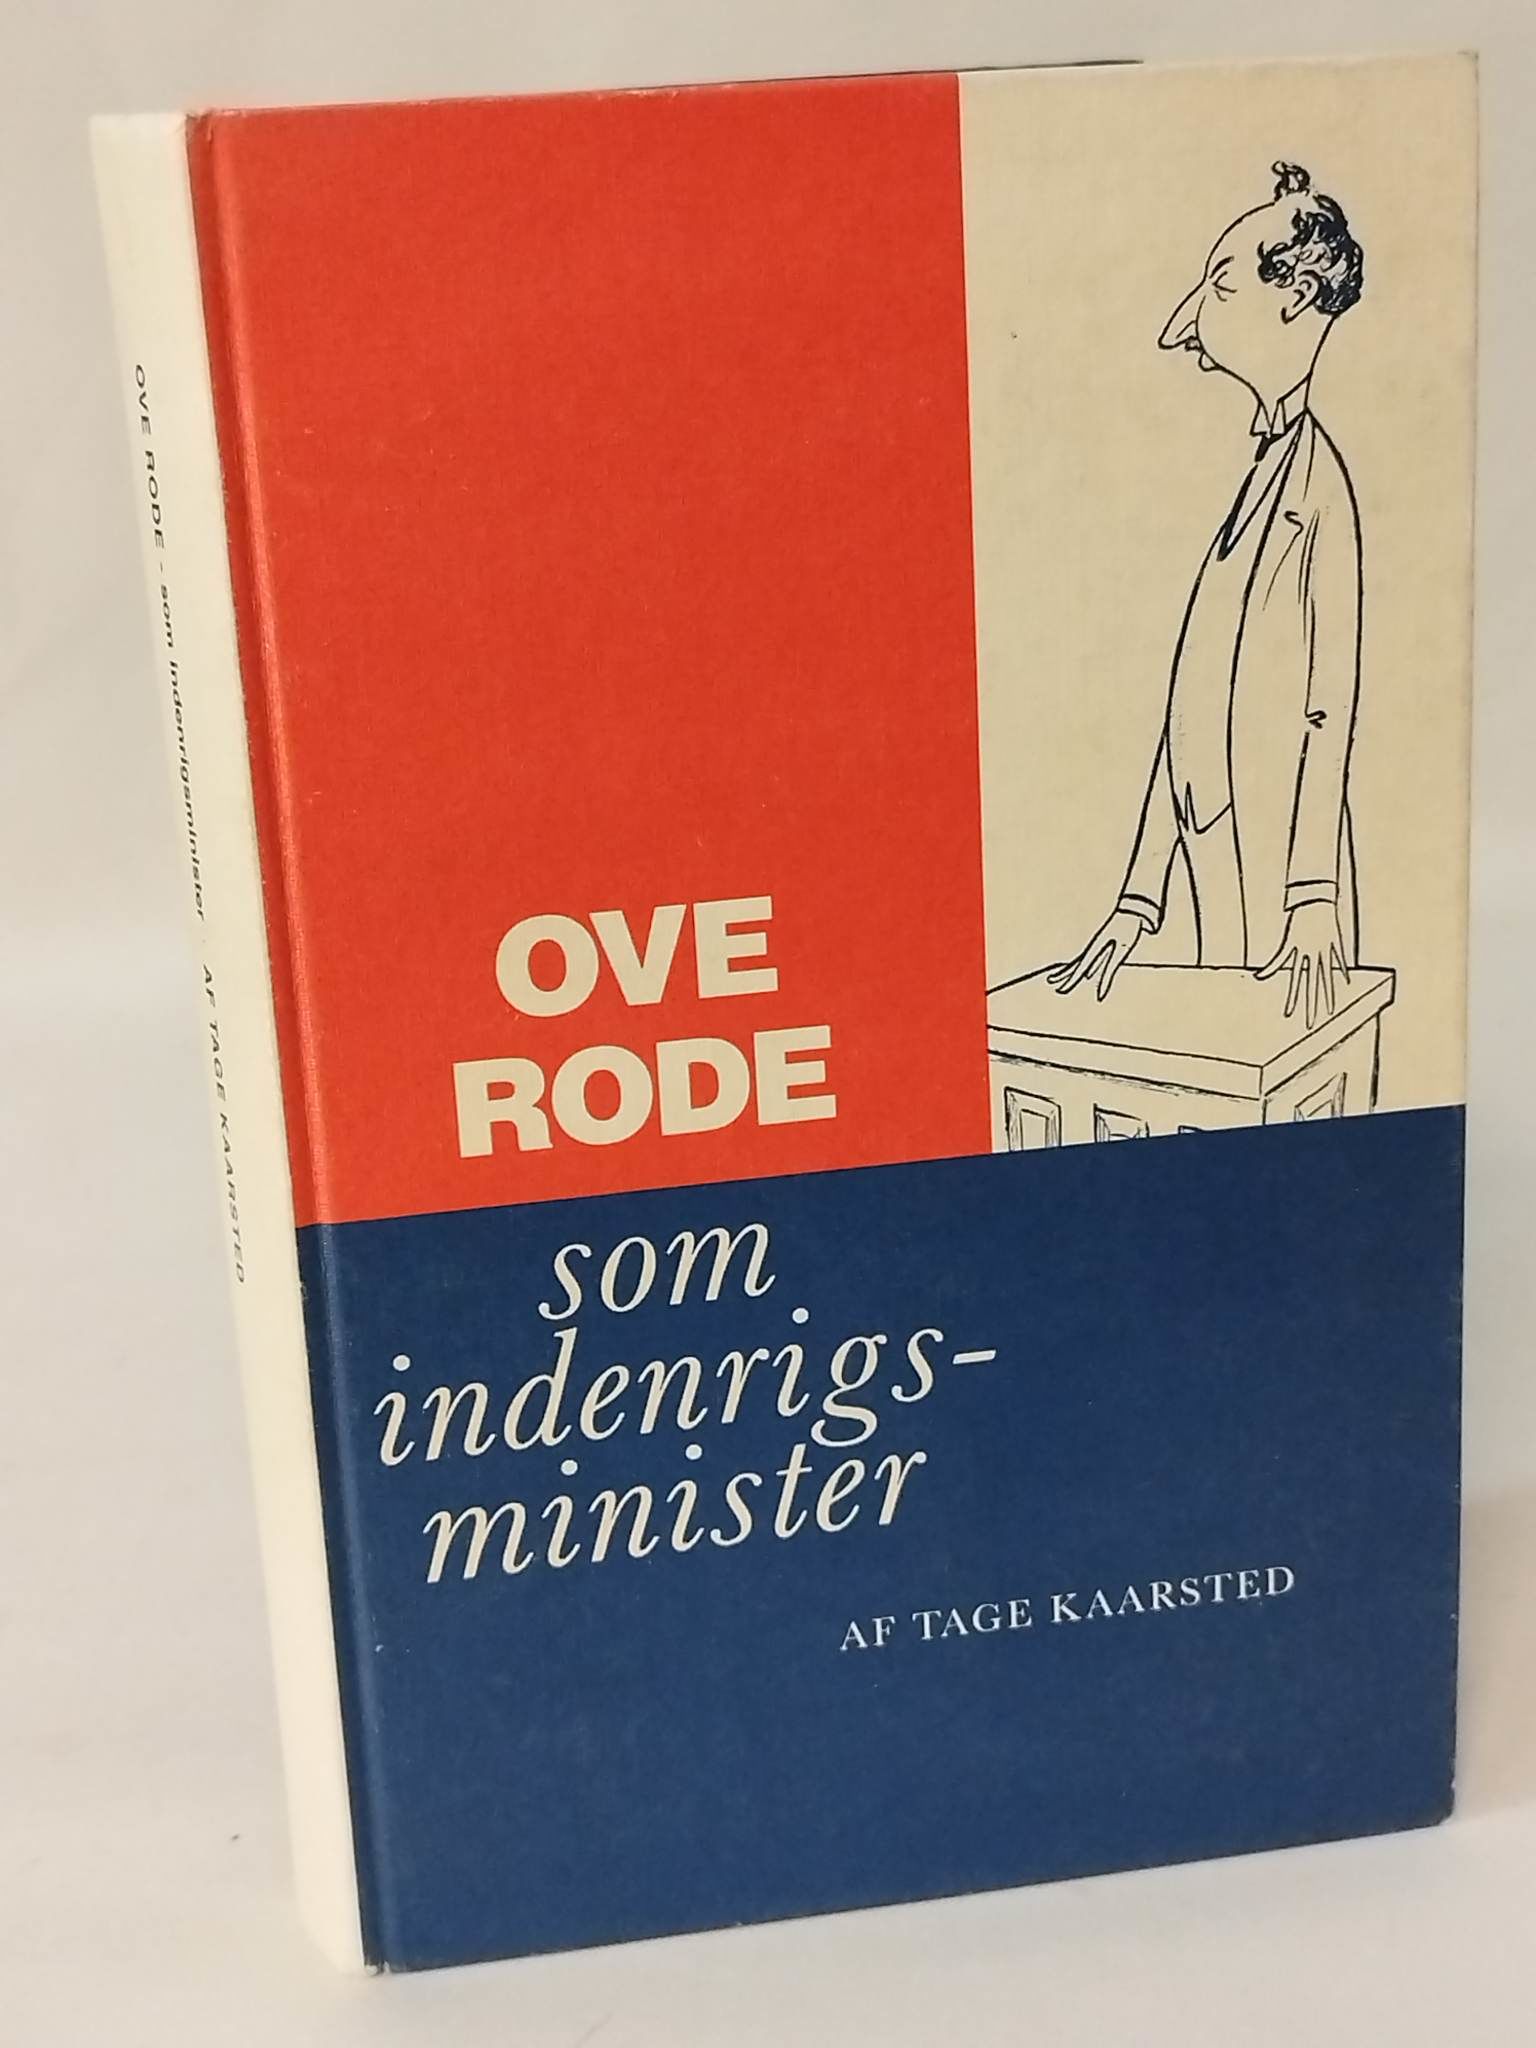 OVE RODE - som indenrigsminister · AF TAGE KAARSTED
OVE
RODE
som
indenrigs-
minister
AF TAGE KAARSTED